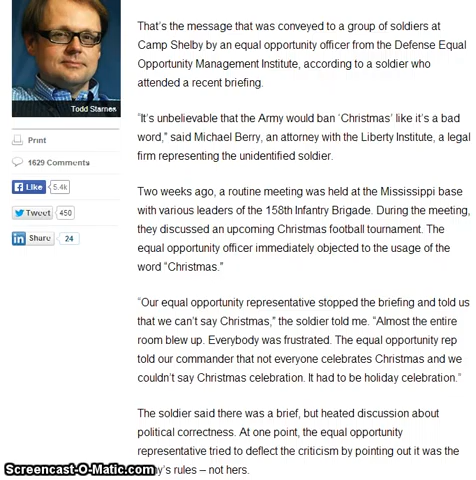 Todd Starnes
Print
1629 Comments
Like 5.4k
Tweet 450
Share 24
That's the message that was conveyed to a group of soldiers at
Camp Shelby by an equal opportunity officer from the Defense Equal
Opportunity Management Institute, according to a soldier who
attended a recent briefing.
"It's unbelievable that the Army would ban 'Christmas' like it's a bad
word," said Michael Berry, an attorney with the Liberty Institute, a legal
firm representing the unidentified soldier.
Two weeks ago, a routine meeting was held at the Mississippi base
with various leaders of the 158th Infantry Brigade. During the meeting,
they discussed an upcoming Christmas football tournament. The
equal opportunity officer immediately objected to the usage of the
word "Christmas."
"Our equal opportunity representative stopped the briefing and told us
that we can't say Christmas," the soldier told me. "Almost the entire
room blew up. Everybody was frustrated. The equal opportunity rep
told our commander that not everyone celebrates Christmas and we
couldn't say Christmas celebration. It had to be holiday celebration."
The soldier said there was a brief, but heated discussion about
political correctness. At one point, the equal opportunity
representative tried to deflect the criticism by pointing out it was the
rules – not hers.
Screencast-O-Matic.com